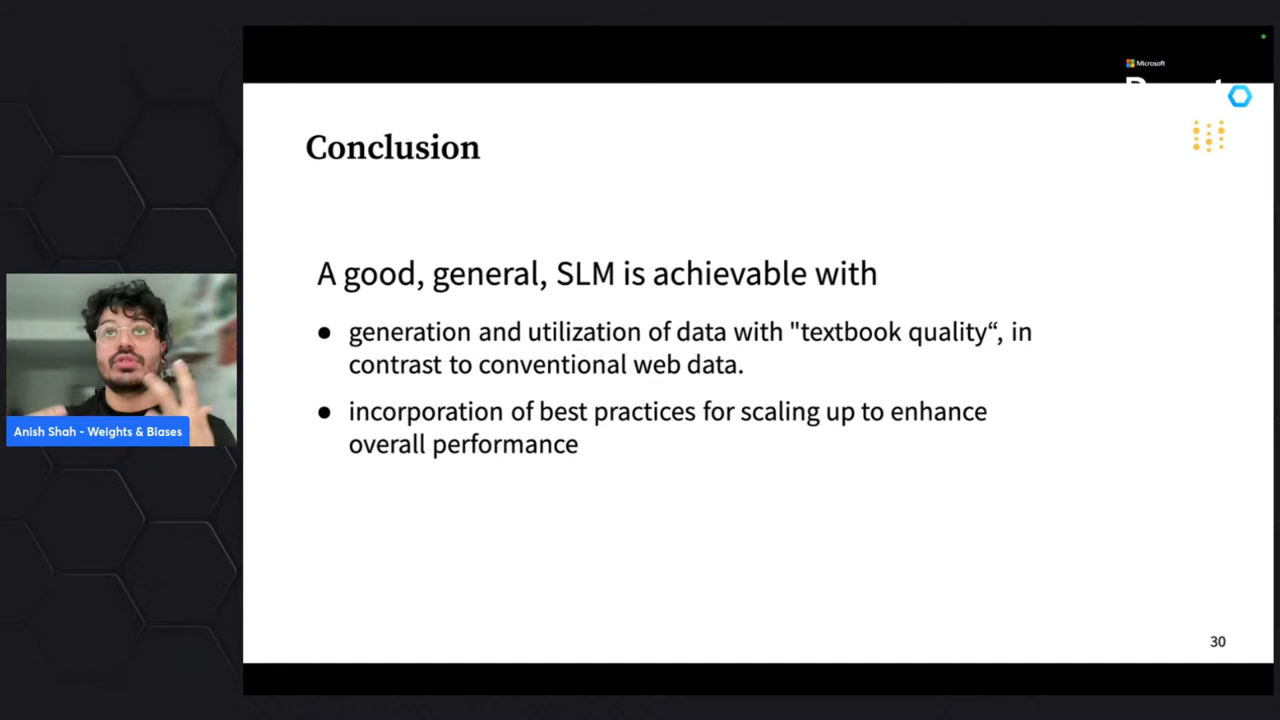 Microsoft
Conclusion
A good, general, SLM is achievable with
● generation and utilization of data with "textbook quality“, in
contrast to conventional web data.
● incorporation of best practices for scaling up to enhance
overall performance
Anish Shah - Weights & Biases
30